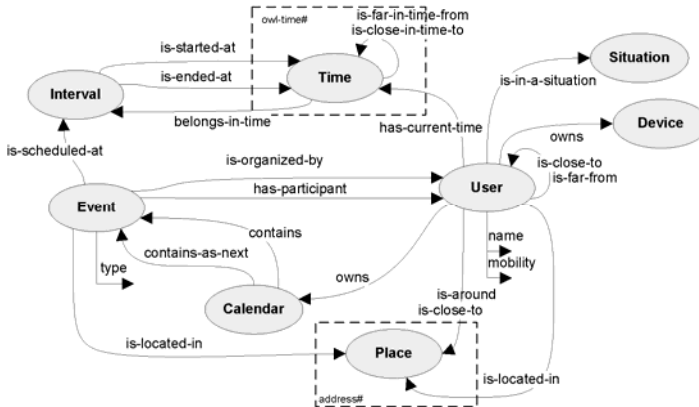 owl-time#
is-far-in-time-from
is-close-in-time-to
is-started-at
is-ended-at
Time
Situation
Interval
is-in-a-situation
Device
belongs-in-time
has-current-time
owns
is-scheduled-at
is-organized-by
is-close-to
is-far-from
has-participant
User
Event
contains
name
contains-as-next
mobility
type
owns
Calendar
is-around
is-close-to
is-located-in
Place
is-located-in
address#